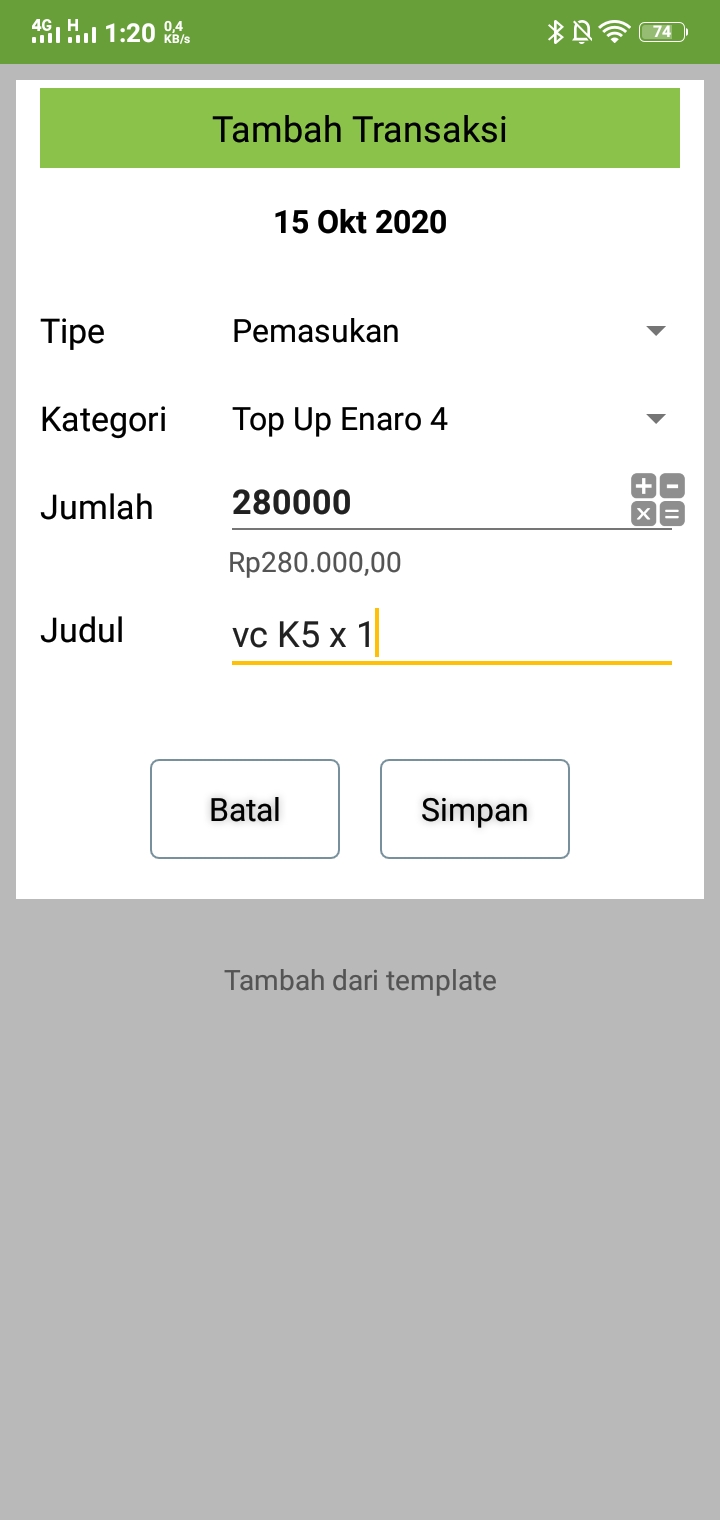 4G H 1:20 0,4 KB/s 74
Tambah Transaksi
15 Okt 2020
Tipe Pemasukan
Kategori Top Up Enaro 4
Jumlah 280000
Rp280.000,00
Judul vc K5 x 1
Batal Simpan
Tambah dari template